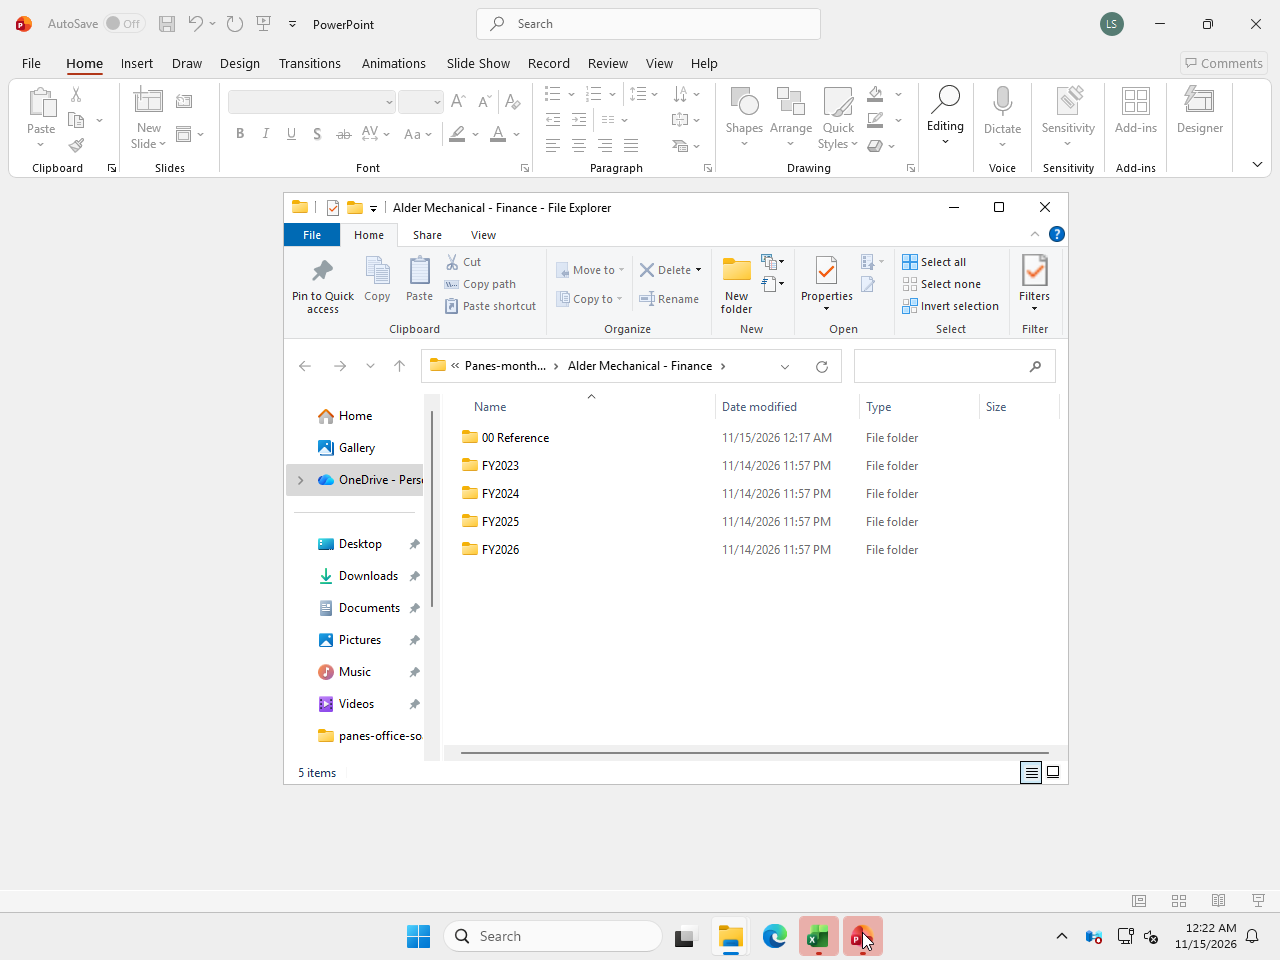 AutoSave Off PowerPoint Search LS
File Home Insert Draw Design Transitions Animations Slide Show Record Review View Help Comments
Paste New Slide Shapes Arrange Quick Styles Editing Dictate Sensitivity Add-ins Designer
B I U S ab AV Aa A
Clipboard Slides Font Paragraph Drawing Voice Sensitivity Add-ins
Alder Mechanical - Finance - File Explorer
File Home Share View
Pin to Quick access Copy Paste Cut
Copy path
Paste shortcut
Move to
Copy to
Delete
Rename
New folder
Properties
Select all
Select none
Invert selection
Filters
Clipboard Organize New Open Select Filter
« Panes-month... › Alder Mechanical - Finance ›
Name Date modified Type Size
Home
Gallery
OneDrive - Perso
Desktop
Downloads
Documents
Pictures
Music
Videos
panes-office-so
00 Reference 11/15/2026 12:17 AM File folder
FY2023 11/14/2026 11:57 PM File folder
FY2024 11/14/2026 11:57 PM File folder
FY2025 11/14/2026 11:57 PM File folder
FY2026 11/14/2026 11:57 PM File folder
5 items
Search
12:22 AM
11/15/2026